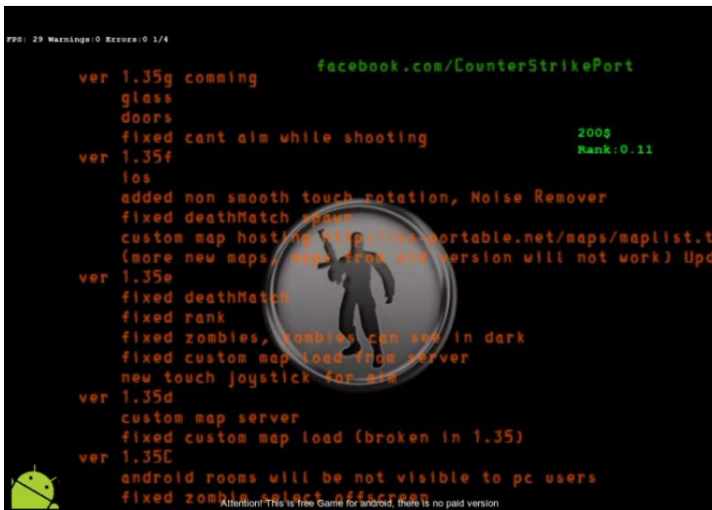 FPS: 29 Warnings:0 Errors:0 1/4
facebook.com/CounterStrikePort
ver 1.35g comming
glass
doors
fixed cant aim while shooting
200$
Rank:0.11
ver 1.35f
ios
added non smooth touch rotation, Noise Remover
fixed deathMatch spawn
custom map hosting
(more new maps, maps from old version will not work) Upd
ver 1.35e
fixed deathMatch
fixed rank
fixed zombies, zombies can see in dark
fixed custom map load from server
new touch joystick for aim
ver 1.35d
custom map server
fixed custom map load (broken in 1.35)
ver 1.35C
android rooms will be not visible to pc users
fixed zombie select offscreen
Attention! This is free Game for android, there is no paid version